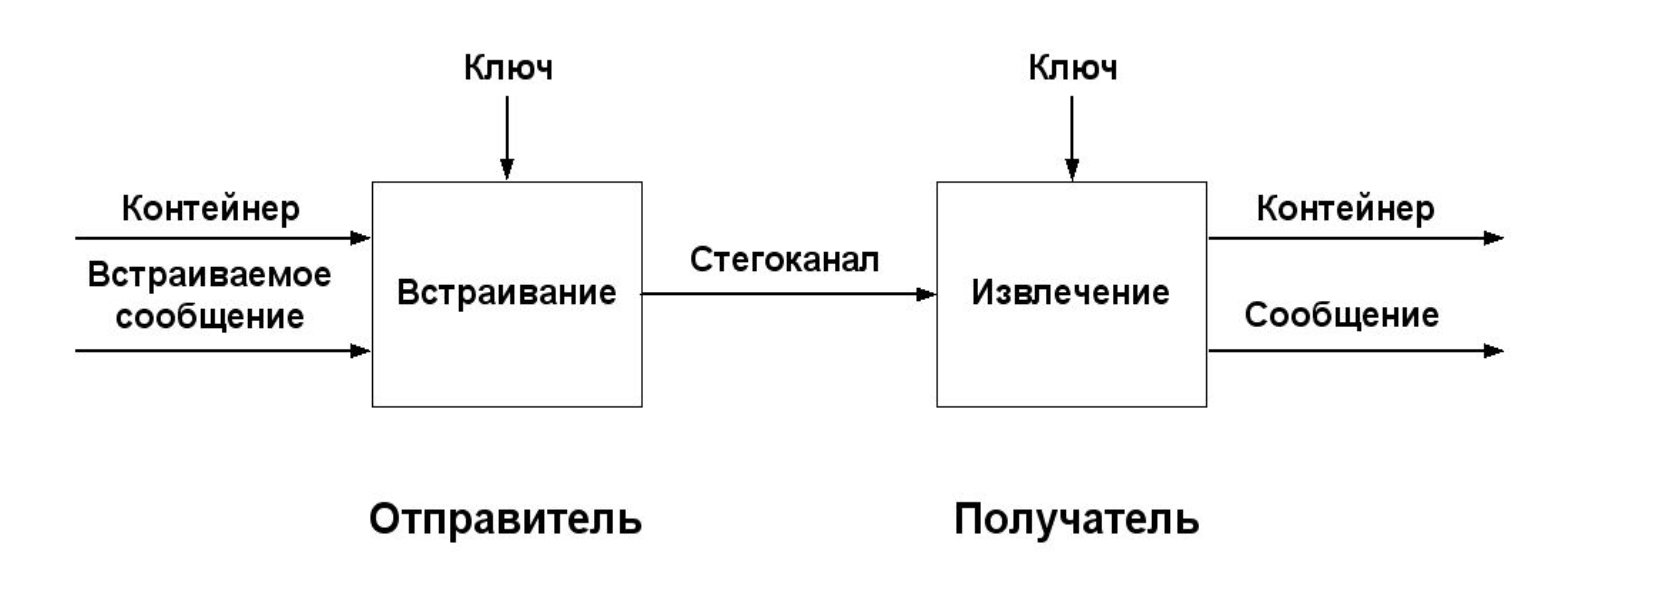 Ключ
Ключ
Контейнер
Встраиваемое
сообщение
Встраивание
Стегоканал
Извлечение
Контейнер
Сообщение
Отправитель
Получатель